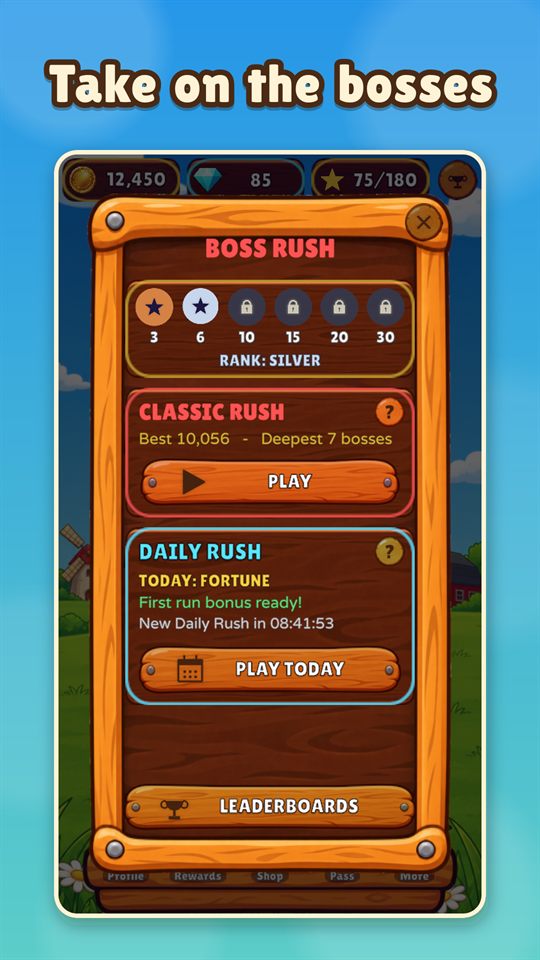 Take on the bosses
12,450
85
75/180
BOSS RUSH
3
6
10
15
20
30
RANK: SILVER
CLASSIC RUSH
?
Best 10,056 - Deepest 7 bosses
PLAY
DAILY RUSH
?
TODAY: FORTUNE
First run bonus ready!
New Daily Rush in 08:41:53
PLAY TODAY
LEADERBOARDS
Profile Rewards Shop Pass More